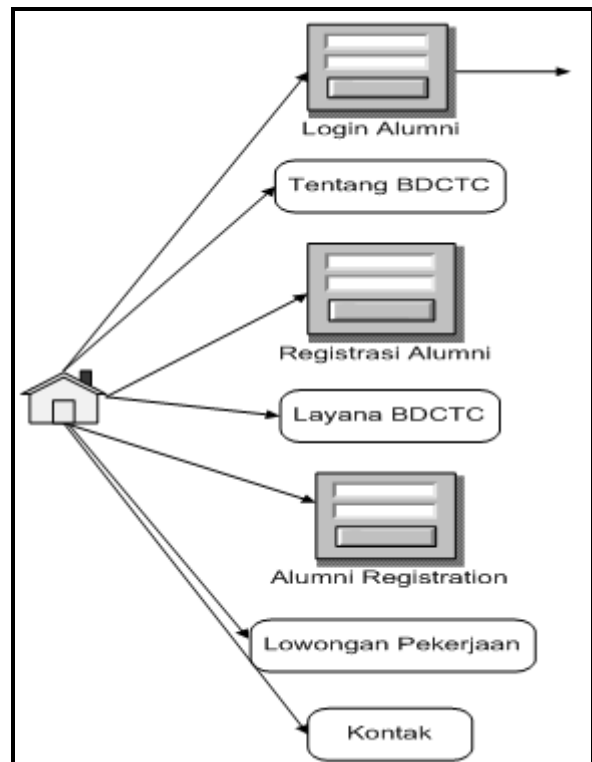 Login Alumni
Tentang BDCTC
Registrasi Alumni
Layana BDCTC
Alumni Registration
Lowongan Pekerjaan
Kontak